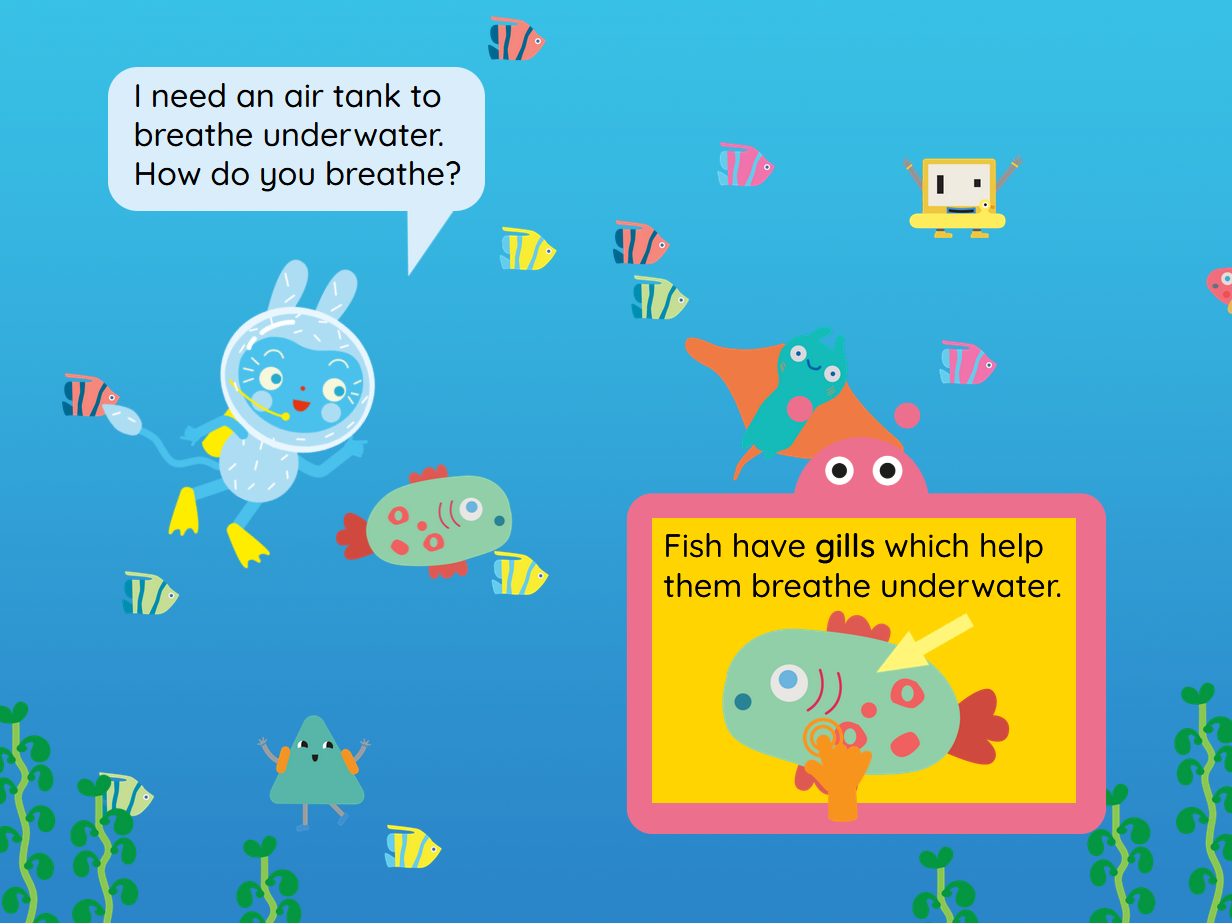 I need an air tank to
breathe underwater.
How do you breathe?
Fish have gills which help
them breathe underwater.